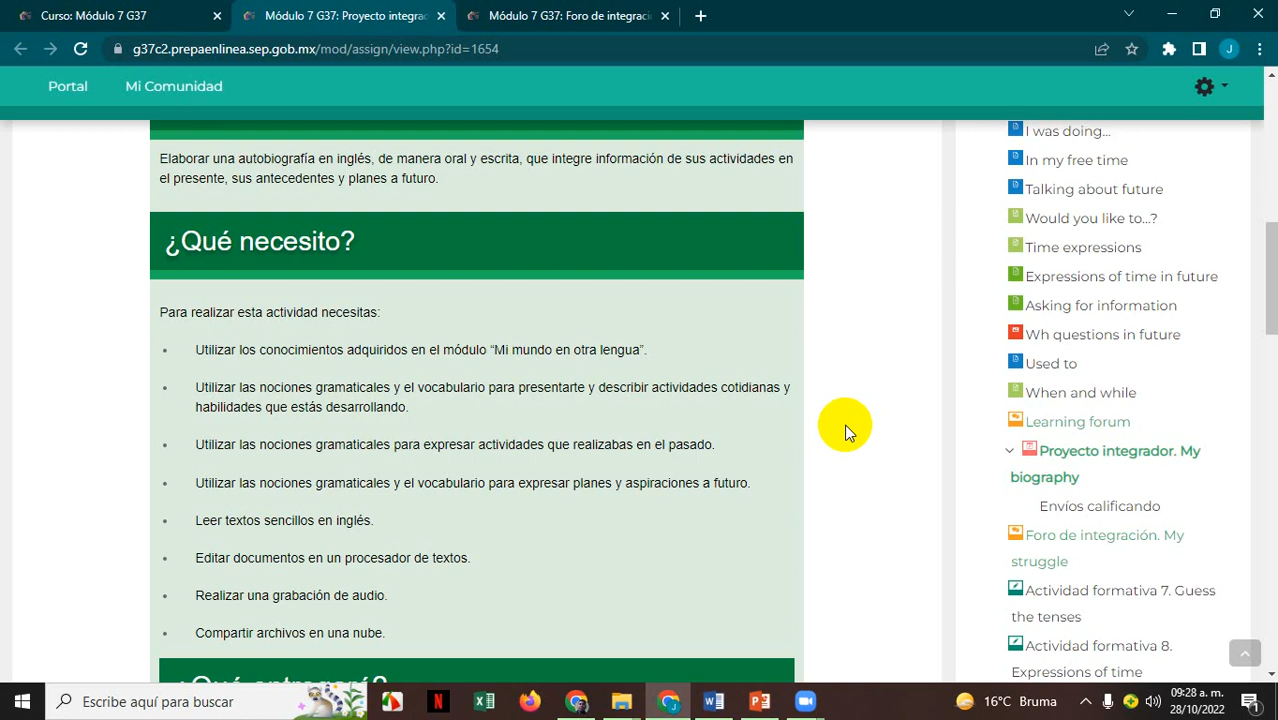 Curso: Módulo 7 G37
Módulo 7 G37: Proyecto integrad
Módulo 7 G37: Foro de integraci
g37c2.prepaenlinea.sep.gob.mx/mod/assign/view.php?id=1654
J
Portal
Mi Comunidad
Elaborar una autobiografía en inglés, de manera oral y escrita, que integre información de sus actividades en
el presente, sus antecedentes y planes a futuro.
¿Qué necesito?
Para realizar esta actividad necesitas:
• Utilizar los conocimientos adquiridos en el módulo “Mi mundo en otra lengua”.
• Utilizar las nociones gramaticales y el vocabulario para presentarte y describir actividades cotidianas y
habilidades que estás desarrollando.
• Utilizar las nociones gramaticales para expresar actividades que realizabas en el pasado.
• Utilizar las nociones gramaticales y el vocabulario para expresar planes y aspiraciones a futuro.
• Leer textos sencillos en inglés.
• Editar documentos en un procesador de textos.
• Realizar una grabación de audio.
• Compartir archivos en una nube.
¿Qué entregaré?
I was doing...
In my free time
Talking about future
Would you like to...?
Time expressions
Expressions of time in future
Asking for information
Wh questions in future
Used to
When and while
Learning forum
Proyecto integrador. My
biography
Envíos calificando
Foro de integración. My
struggle
Actividad formativa 7. Guess
the tenses
Actividad formativa 8.
Expressions of time
Escribe aquí para buscar
16°C Bruma
09:28 a. m.
28/10/2022
1